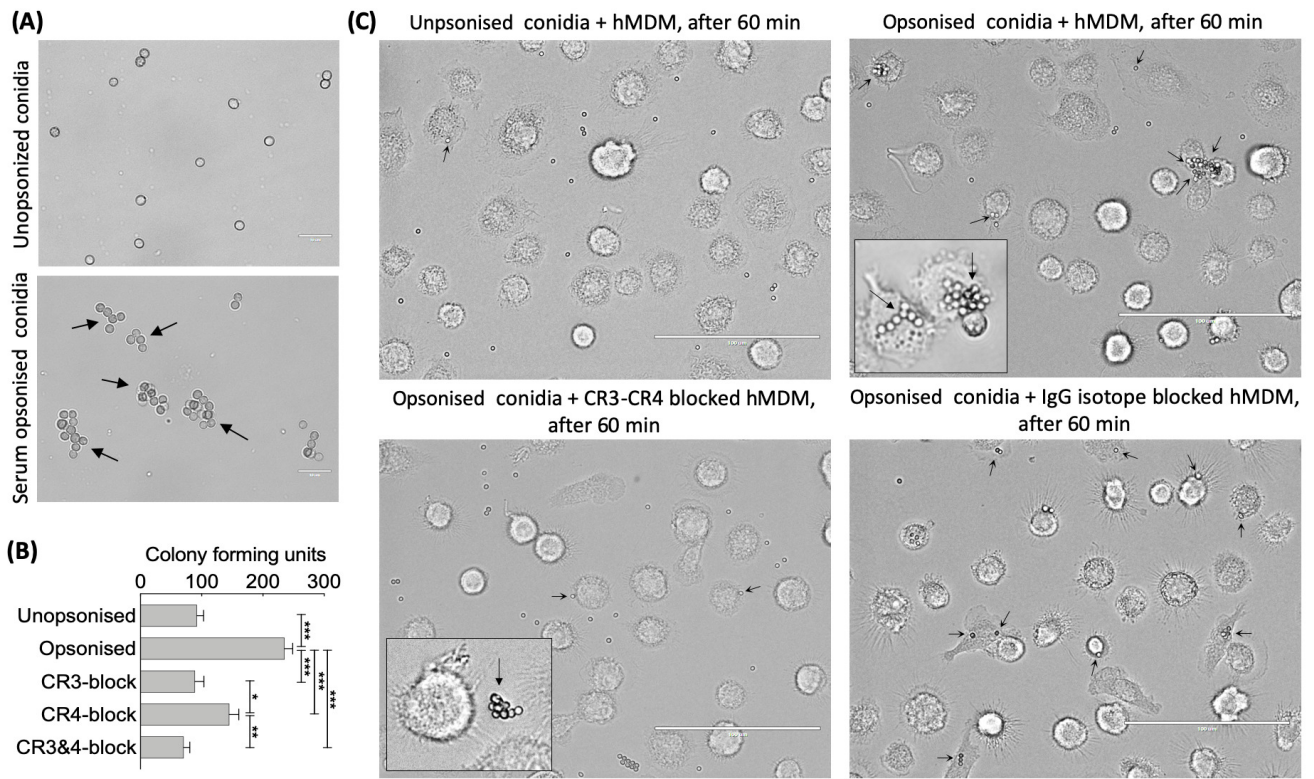 (A)
Unopsonized conidia
Serum opsonised conidia
(B)
Colony forming units
0 100 200 300
Unopsonised
Opsonised
CR3-block
CR4-block
CR3&4-block
***
***
***
***
*
**
(C)
Unpsonised conidia + hMDM, after 60 min
Opsonised conidia + hMDM, after 60 min
100 μm
Opsonised conidia + CR3-CR4 blocked hMDM,
after 60 min
Opsonised conidia + IgG isotope blocked hMDM,
after 60 min